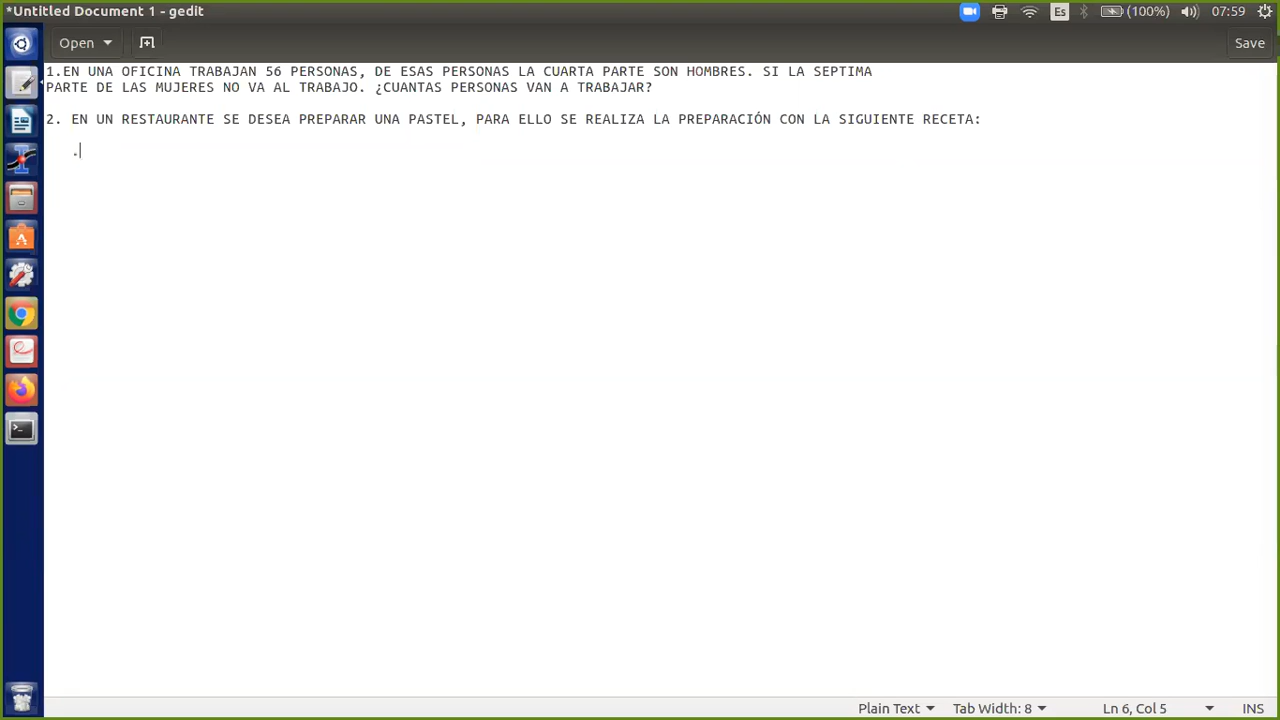 *Untitled Document 1 - gedit
Es
(100%)
07:59
Open
Save
1.EN UNA OFICINA TRABAJAN 56 PERSONAS, DE ESAS PERSONAS LA CUARTA PARTE SON HOMBRES. SI LA SEPTIMA
PARTE DE LAS MUJERES NO VA AL TRABAJO. ¿CUANTAS PERSONAS VAN A TRABAJAR?
2. EN UN RESTAURANTE SE DESEA PREPARAR UNA PASTEL, PARA ELLO SE REALIZA LA PREPARACIÓN CON LA SIGUIENTE RECETA:
.
Plain Text
Tab Width: 8
Ln 6, Col 5
INS